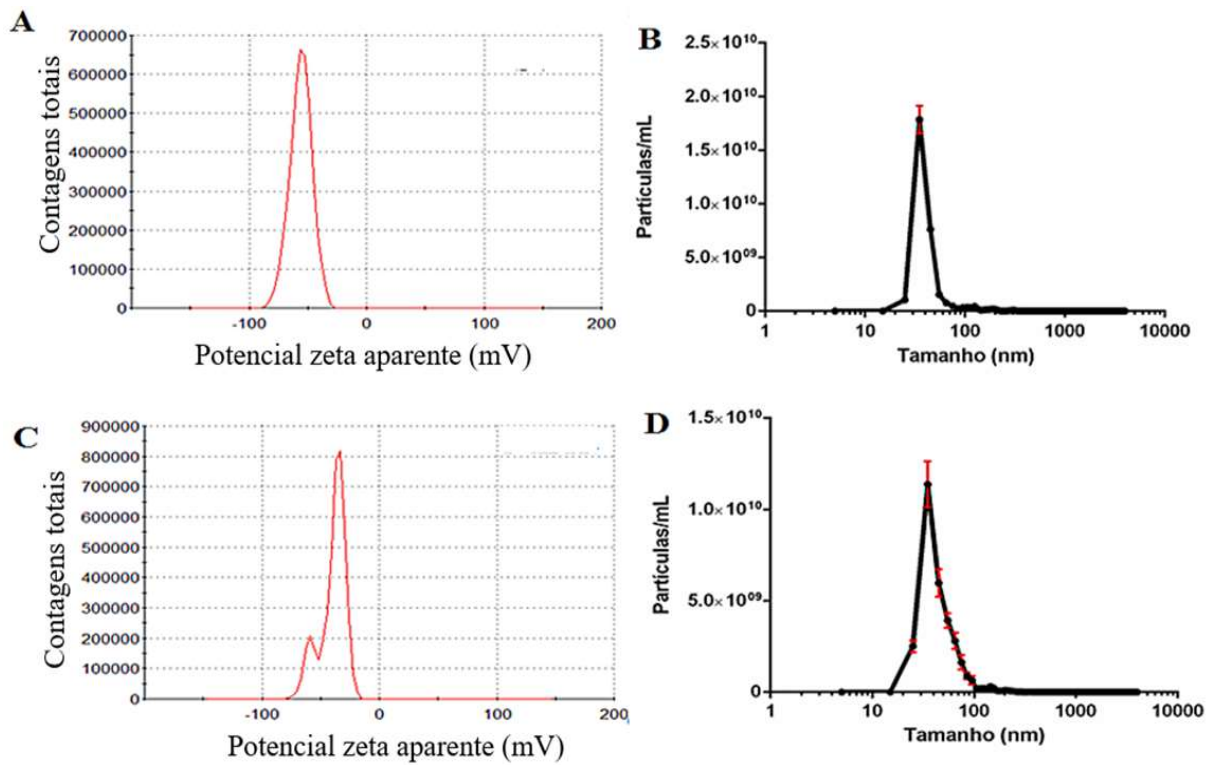 A
Contagens totais
700000
600000
500000
400000
300000
200000
100000
0
-100 0 100 200
Potencial zeta aparente (mV)
B
Partículas/mL
2.5×10¹⁰
2.0×10¹⁰
1.5×10¹⁰
1.0×10¹⁰
5.0×10⁰⁹
0
1 10 100 1000 10000
Tamanho (nm)
C
Contagens totais
900000
800000
700000
600000
500000
400000
300000
200000
100000
0
-100 0 100 200
Potencial zeta aparente (mV)
D
Partículas/mL
1.5×10¹⁰
1.0×10¹⁰
5.0×10⁰⁹
0
1 10 100 1000 10000
Tamanho (nm)